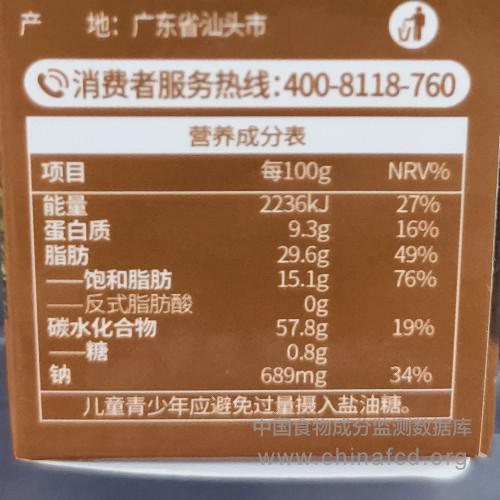 产 地：广东省汕头市
消费者服务热线:400-8118-760
营养成分表
项目 每100g NRV%
能量 2236kJ 27%
蛋白质 9.3g 16%
脂肪 29.6g 49%
——饱和脂肪 15.1g 76%
——反式脂肪酸 0g
碳水化合物 57.8g 19%
——糖 0.8g
钠 689mg 34%
儿童青少年应避免过量摄入盐油糖。
中国食物成分监测数据库
www.chinafcd.org